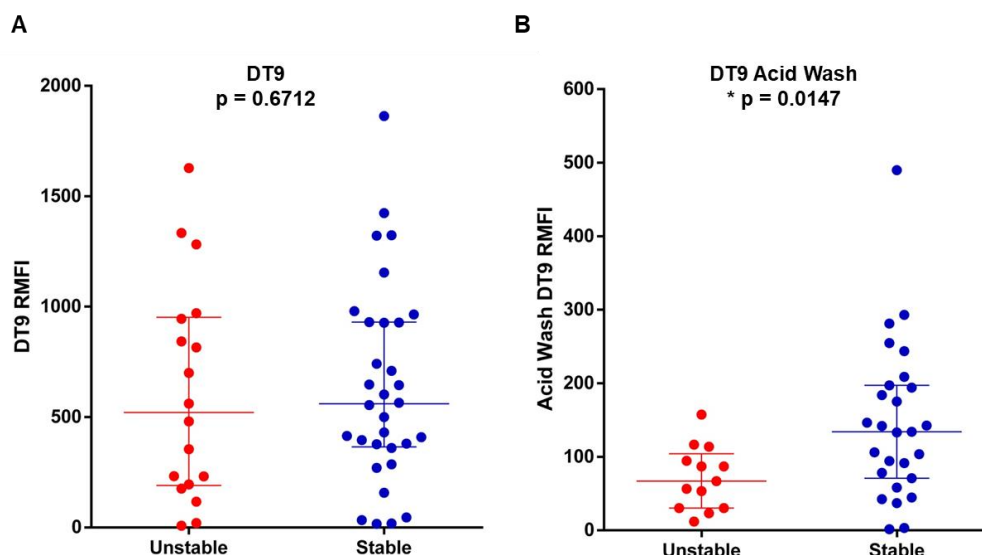 A
DT9
p = 0.6712
DT9 RMFI
2000
1500
1000
500
0
Unstable
Stable
B
DT9 Acid Wash
* p = 0.0147
Acid Wash DT9 RMFI
600
500
400
300
200
100
0
Unstable
Stable